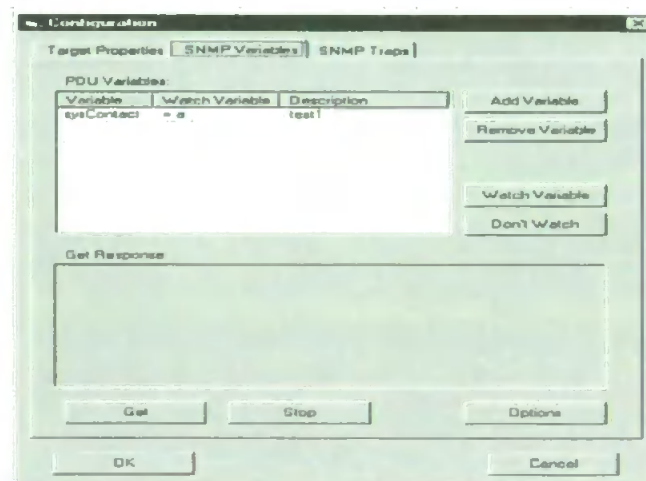 Configuration
Target Properties SNMP Variables SNMP Traps
PDU Variables:
Variable Watch Variable Description
sysContact = a test1
Add Variable
Remove Variable
Watch Variable
Don't Watch
Get Response
Get Stop Options
OK Cancel